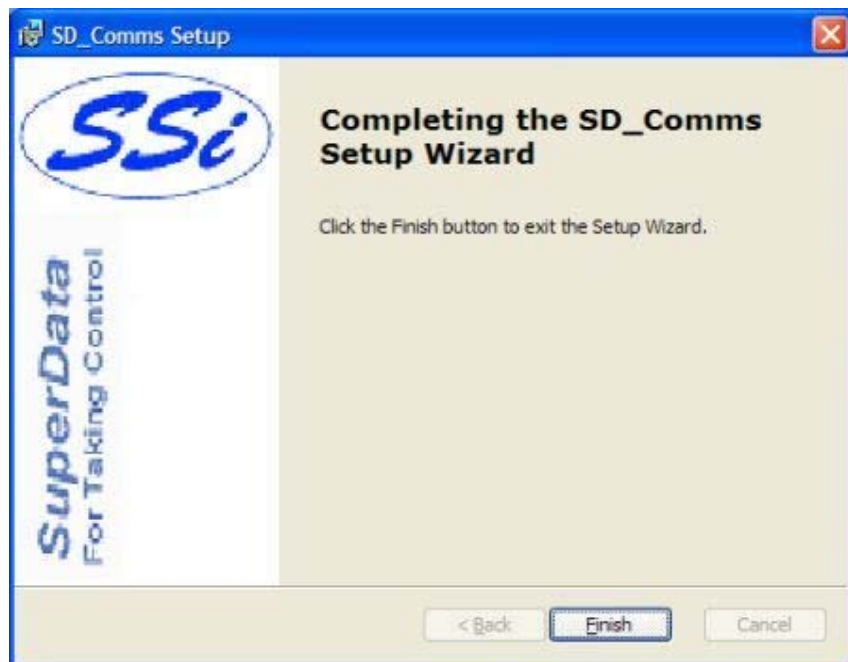 SD_Comms Setup
SSi
Completing the SD_Comms
Setup Wizard
Click the Finish button to exit the Setup Wizard.
SuperData
For Taking Control
< Back
Finish
Cancel